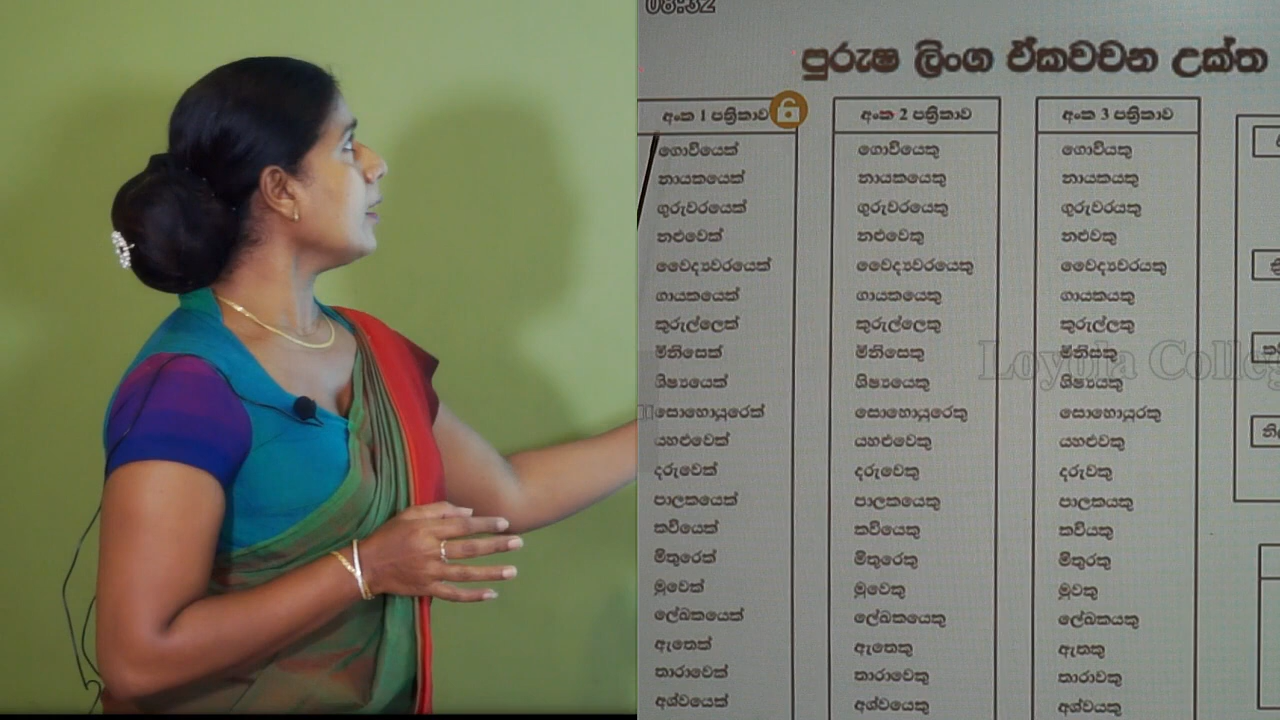 08:32
පුරුෂ ලිංග ඒකවචන උක්ත
අංක 1 පත්‍රිකාව
ගොවියෙක්
නායකයෙක්
ගුරුවරයෙක්
නළුවෙක්
වෛද්‍යවරයෙක්
ගායකයෙක්
කුරුල්ලෙක්
මිනිසෙක්
ශිෂ්‍යයෙක්
සොහොයුරෙක්
යහළුවෙක්
දරුවෙක්
පාලකයෙක්
කවියෙක්
මිතුරෙක්
මුවෙක්
ලේඛකයෙක්
ඇතෙක්
තාරාවෙක්
අශ්වයෙක්
අංක 2 පත්‍රිකාව
ගොවියෙකු
නායකයෙකු
ගුරුවරයෙකු
නළුවෙකු
වෛද්‍යවරයෙකු
ගායකයෙකු
කුරුල්ලෙකු
මිනිසෙකු
ශිෂ්‍යයෙකු
සොහොයුරෙකු
යහළුවෙකු
දරුවෙකු
පාලකයෙකු
කවියෙකු
මිතුරෙකු
මුවෙකු
ලේඛකයෙකු
ඇතෙකු
තාරාවෙකු
අශ්වයෙකු
අංක 3 පත්‍රිකාව
ගොවියකු
නායකයකු
ගුරුවරයකු
නළුවකු
වෛද්‍යවරයකු
ගායකයකු
කුරුල්ලකු
මිනිසකු
ශිෂ්‍යයකු
සොහොයුරකු
යහළුවකු
දරුවකු
පාලකයකු
කවියකු
මිතුරකු
මුවකු
ලේඛකයකු
ඇතකු
තාරාවකු
අශ්වයකු
Loyola